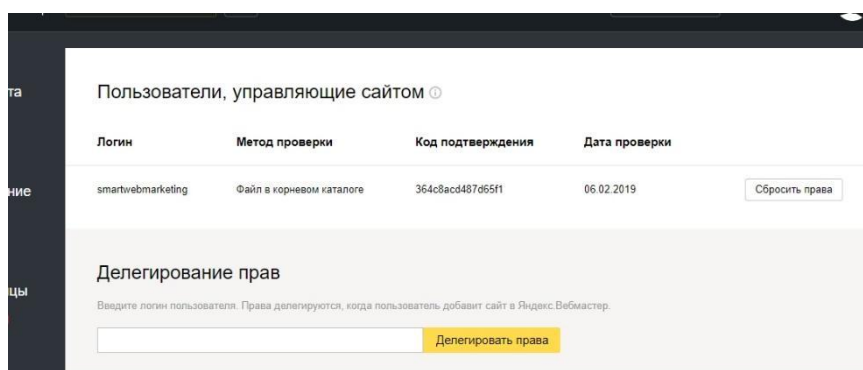 та
Пользователи, управляющие сайтом
Логин Метод проверки Код подтверждения Дата проверки
ние
smartwebmarketing Файл в корневом каталоге 364c8acd487d65f1 06.02.2019 Сбросить права
Делегирование прав
цы
Введите логин пользователя. Права делегируются, когда пользователь добавит сайт в Яндекс.Вебмастер.
Делегировать права